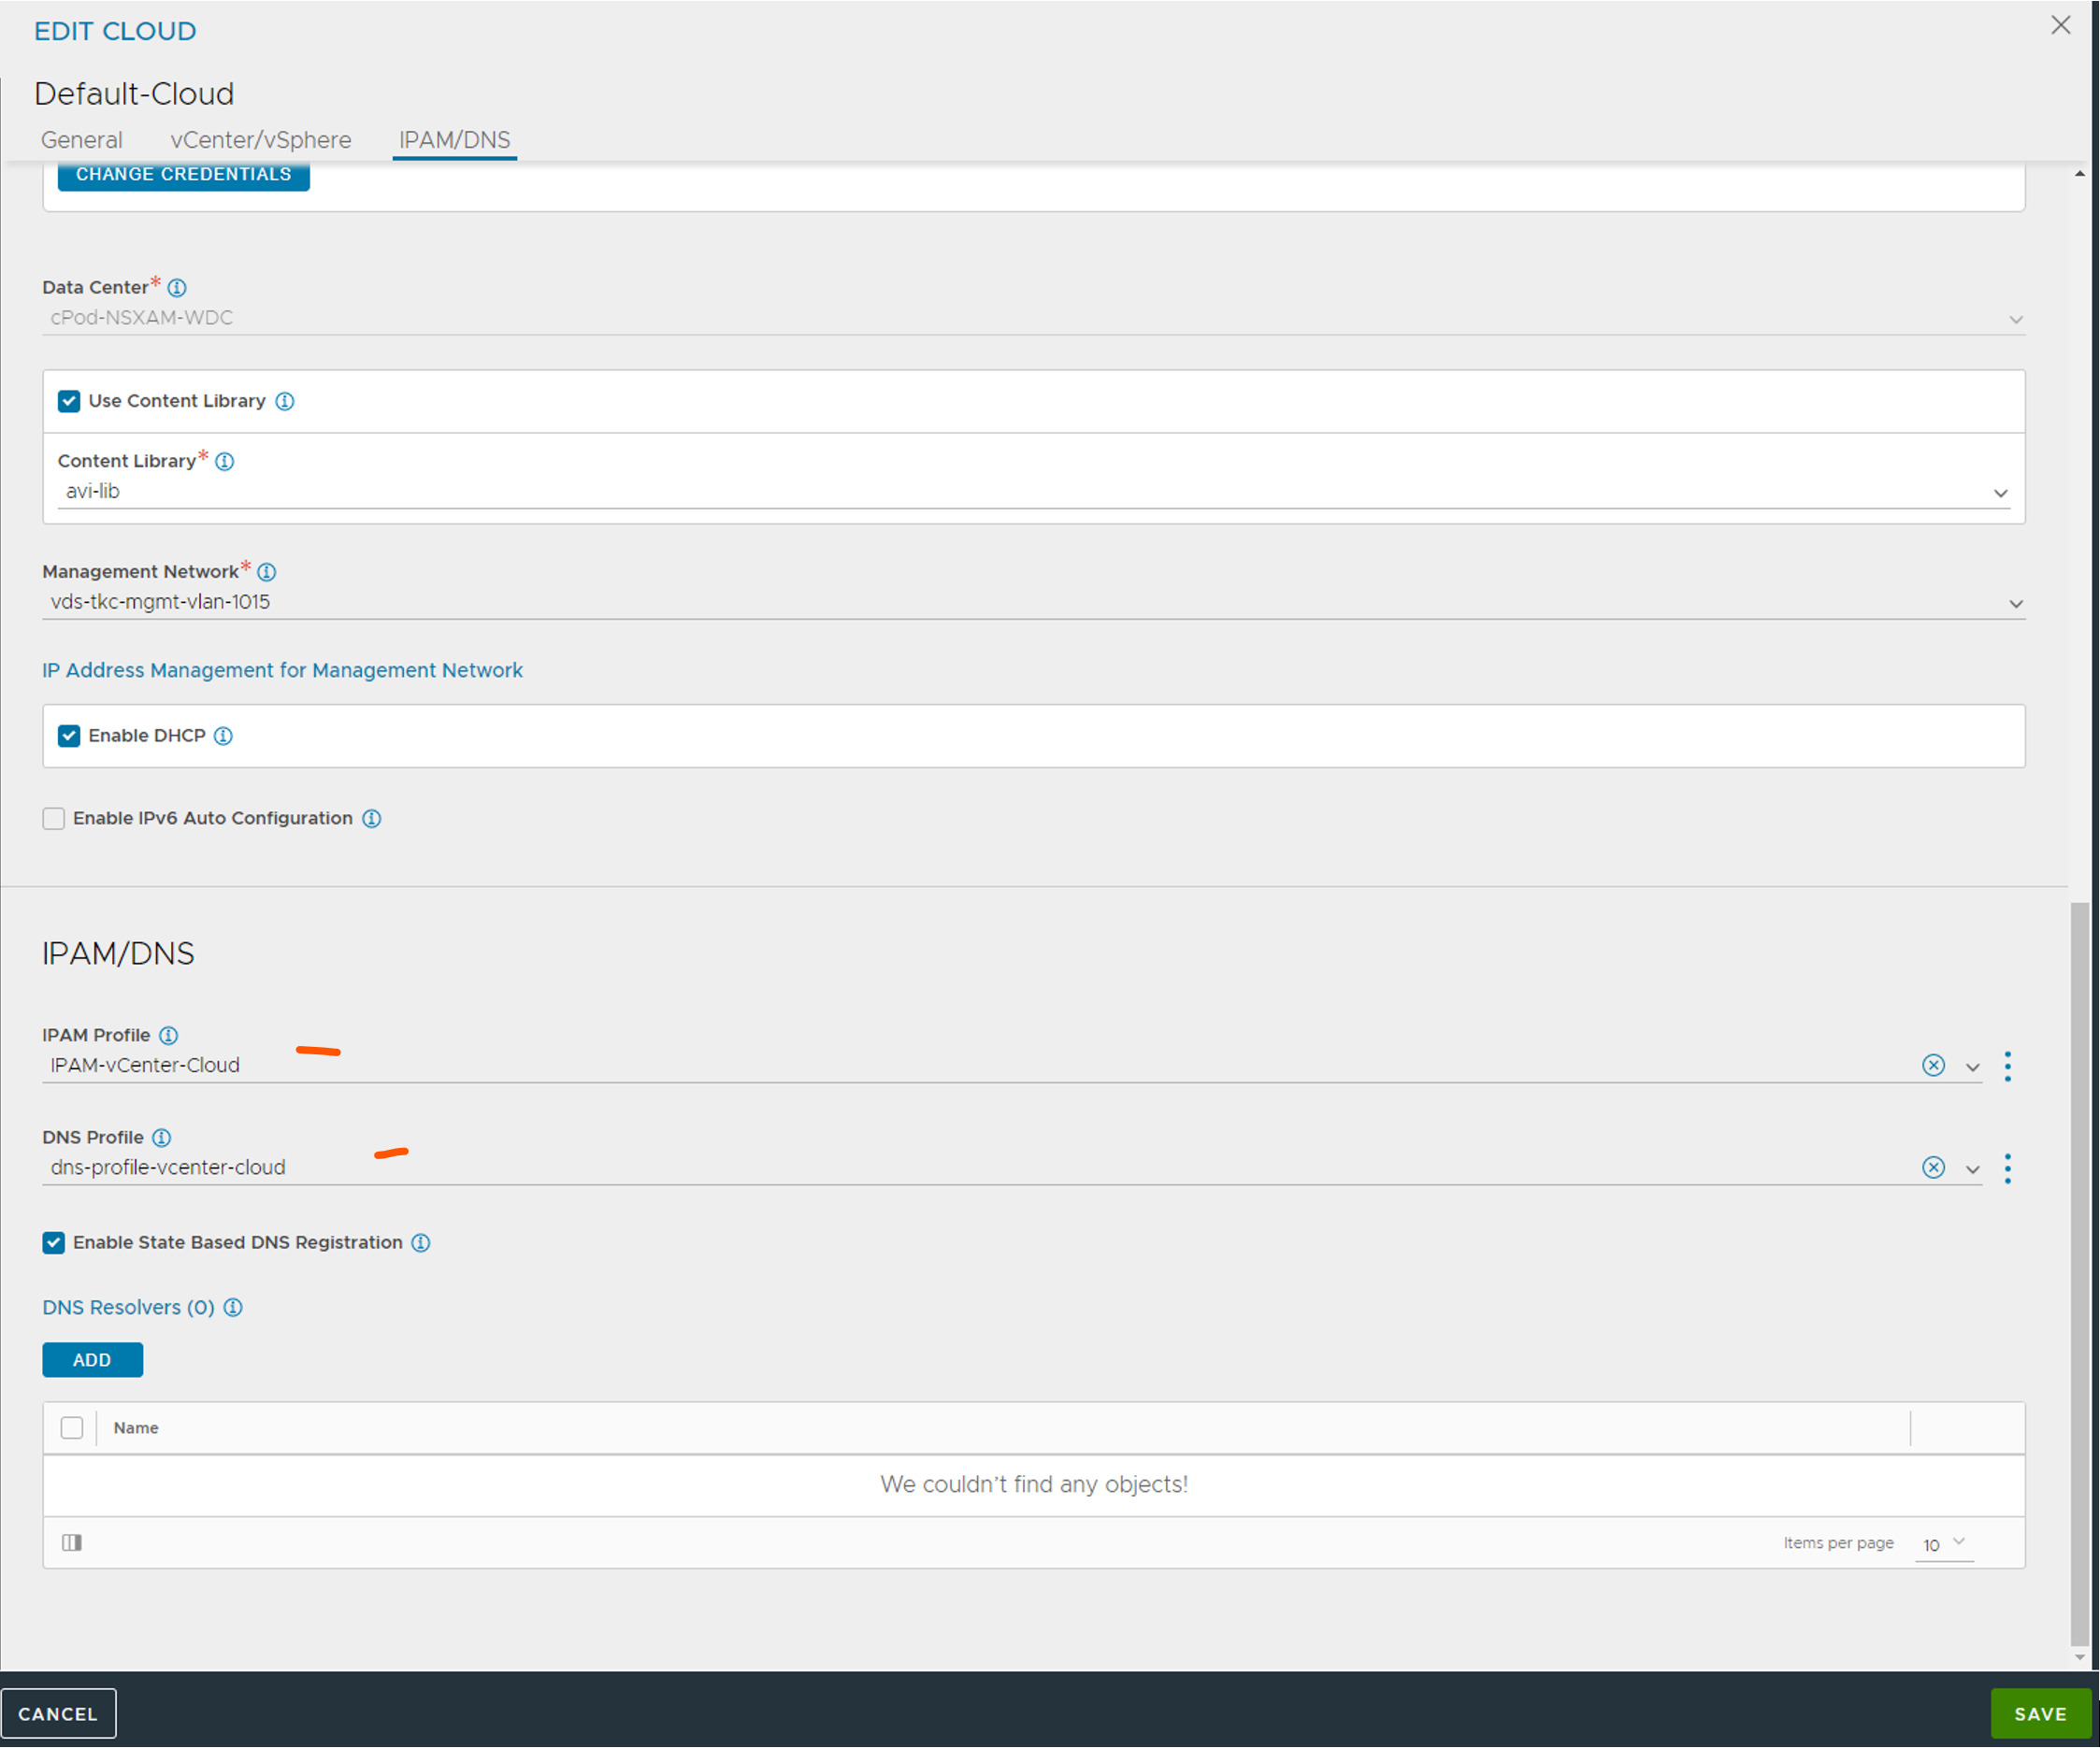 EDIT CLOUD
Default-Cloud
General vCenter/vSphere IPAM/DNS
CHANGE CREDENTIALS
Data Center*
cPod-NSXAM-WDC
Use Content Library
Content Library*
avi-lib
Management Network*
vds-tkc-mgmt-vlan-1015
IP Address Management for Management Network
Enable DHCP
Enable IPv6 Auto Configuration
IPAM/DNS
IPAM Profile
IPAM-vCenter-Cloud
DNS Profile
dns-profile-vcenter-cloud
Enable State Based DNS Registration
DNS Resolvers (0)
ADD
Name
We couldn't find any objects!
Items per page 10
CANCEL SAVE